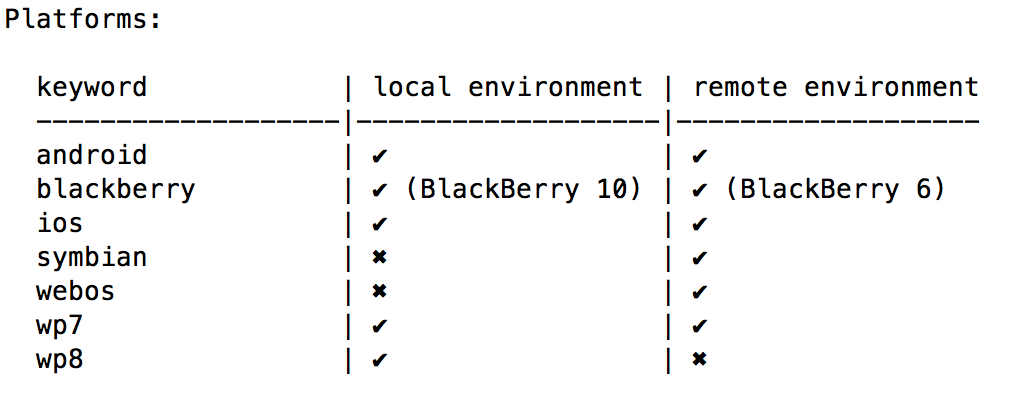 Platforms:
keyword | local environment | remote environment
-------------------|-------------------|-------------------
android | ✔ | ✔
blackberry | ✔ (BlackBerry 10) | ✔ (BlackBerry 6)
ios | ✔ | ✔
symbian | ✖ | ✔
webos | ✖ | ✔
wp7 | ✔ | ✔
wp8 | ✔ | ✖